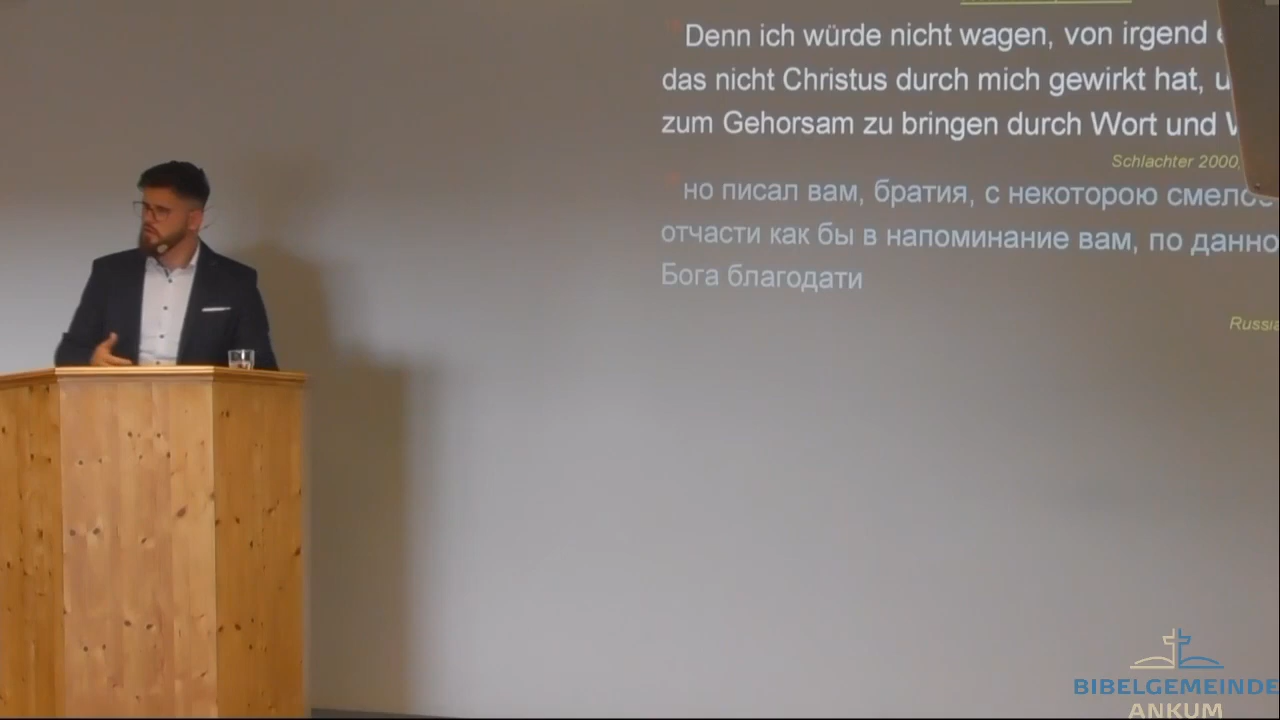 Denn ich würde nicht wagen, von irgend
das nicht Christus durch mich gewirkt hat,
zum Gehorsam zu bringen durch Wort und
Schlachter 2000,
но писал вам, братия, с некоторою
отчасти как бы в напоминание вам, по
Бога благодати
BIBELGEMEINDE
ANKUM